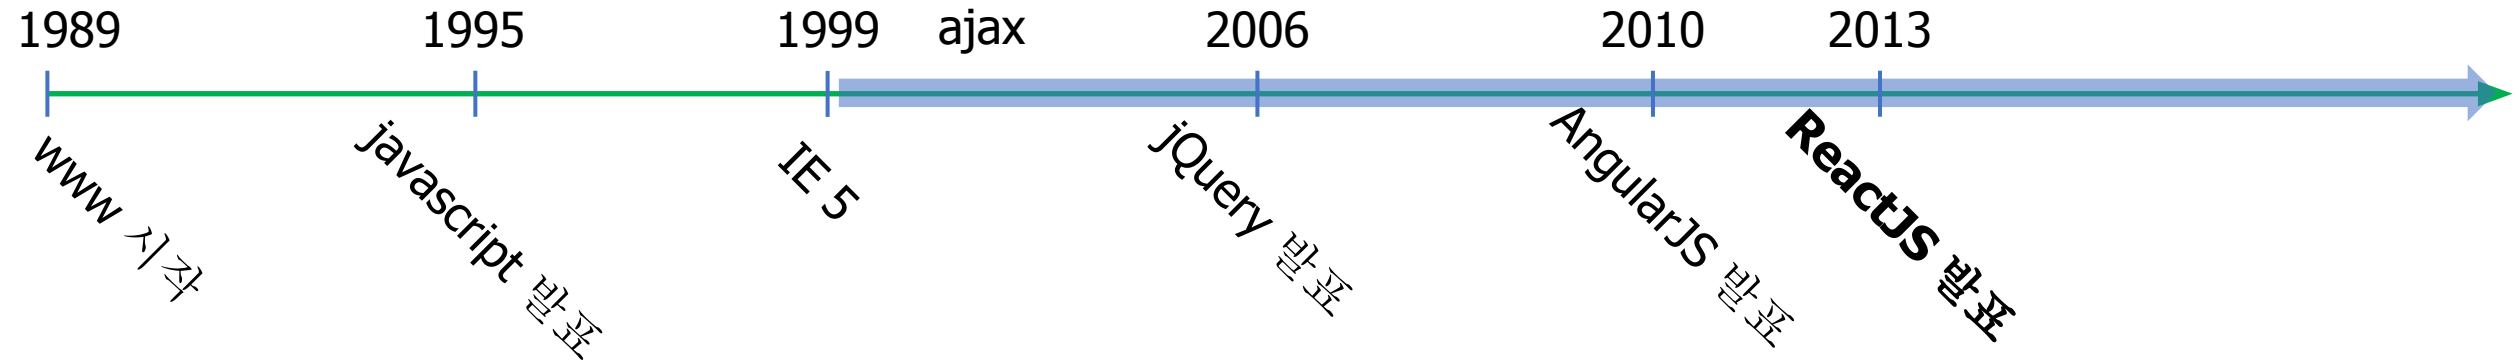 1989
1995
1999
ajax
2006
2010
2013
www 시작
javascript 발표
IE 5
jQuery 발표
AngularJS 발표
ReactJS 발표